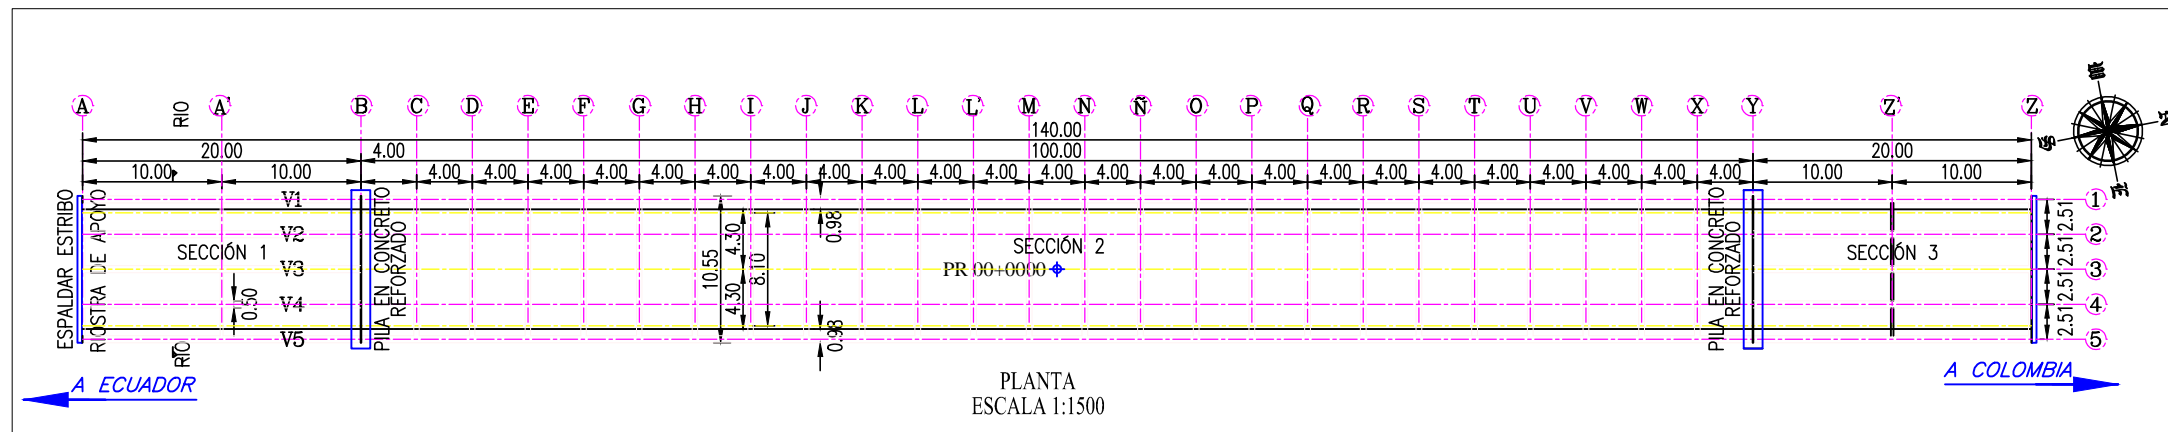 A A' B C D E F G H I J K L L' M N Ñ O P Q R S T U V W X Y Z' Z
RIO
140.00
20.00 4.00 100.00 20.00
10.00 10.00 4.00 4.00 4.00 4.00 4.00 4.00 4.00 4.00 4.00 4.00 4.00 4.00 4.00 4.00 4.00 4.00 4.00 4.00 4.00 4.00 4.00 4.00 4.00 4.00 10.00 10.00
ESPALDAR ESTRIBO
RIOSTRA DE APOYO
V1
V2
SECCIÓN 1
V3
V4
V5
0.50
RIO
PILA EN CONCRETO
REFORZADO
10.55
4.30
4.30
8.10
0.98
0.98
SECCIÓN 2
PR 00+0000
PILA EN CONCRETO
REFORZADO
SECCIÓN 3
2.51
2.51
2.51
2.51
1
2
3
4
5
A ECUADOR
A COLOMBIA
PLANTA
ESCALA 1:1500